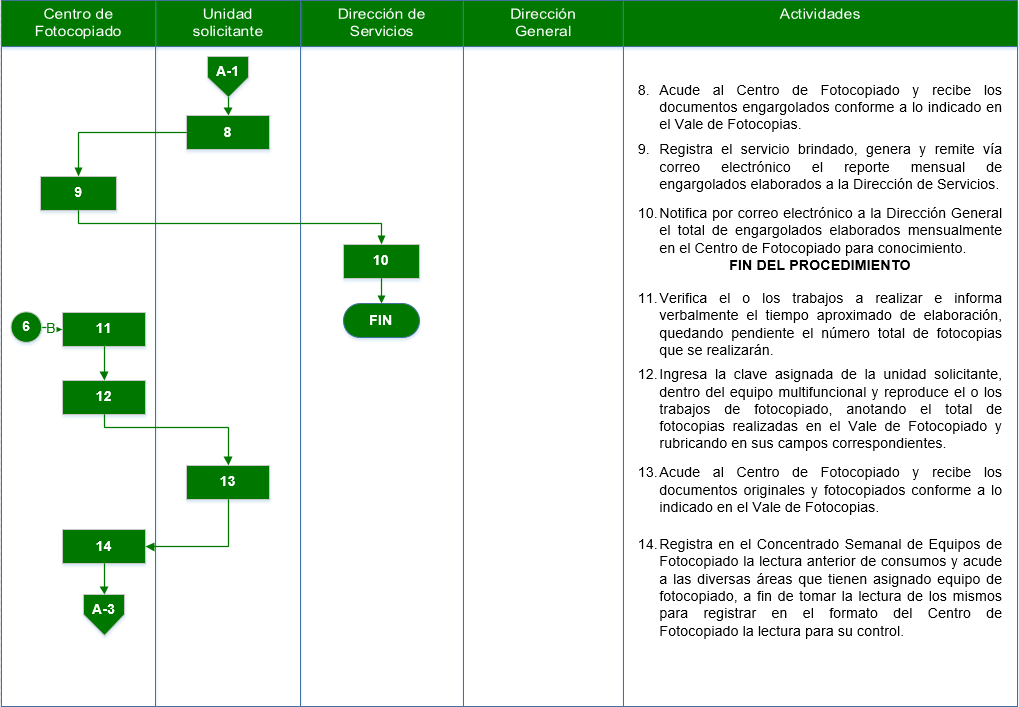 Centro de
Fotocopiado
Unidad
solicitante
Dirección de
Servicios
Dirección
General
Actividades
A-1
8
9
10
FIN
6
B
11
12
13
14
A-3
8. Acude al Centro de Fotocopiado y recibe los
documentos engargolados conforme a lo indicado en
el Vale de Fotocopias.
9. Registra el servicio brindado, genera y remite vía
correo electrónico el reporte mensual de
engargolados elaborados a la Dirección de Servicios.
10. Notifica por correo electrónico a la Dirección General
el total de engargolados elaborados mensualmente
en el Centro de Fotocopiado para conocimiento.
FIN DEL PROCEDIMIENTO
11. Verifica el o los trabajos a realizar e informa
verbalmente el tiempo aproximado de elaboración,
quedando pendiente el número total de fotocopias
que se realizarán.
12. Ingresa la clave asignada de la unidad solicitante,
dentro del equipo multifuncional y reproduce el o los
trabajos de fotocopiado, anotando el total de
fotocopias realizadas en el Vale de Fotocopiado y
rubricando en sus campos correspondientes.
13. Acude al Centro de Fotocopiado y recibe los
documentos originales y fotocopiados conforme a lo
indicado en el Vale de Fotocopias.
14. Registra en el Concentrado Semanal de Equipos de
Fotocopiado la lectura anterior de consumos y acude
a las diversas áreas que tienen asignado equipo de
fotocopiado, a fin de tomar la lectura de los mismos
para registrar en el formato del Centro de
Fotocopiado la lectura para su control.